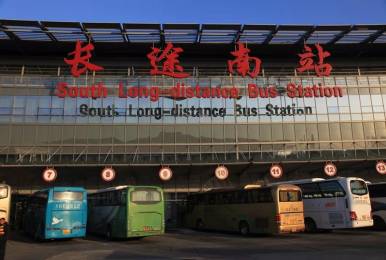 长途南站
South Long-distance Bus Station
South Long-distance Bus Station
7 8 9 10 11 12 13